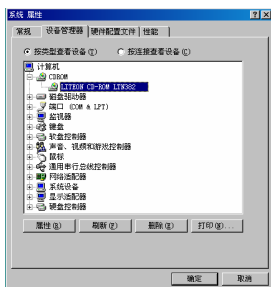 系统 属性
常规 设备管理器 硬件配置文件 性能
按类型查看设备(T) 按连接查看设备(C)
计算机
CDROM
LITEON CD-ROM LTN382
磁盘驱动器
端口 (COM & LPT)
监视器
键盘
软盘控制器
声音、视频和游戏控制器
鼠标
通用串行总线控制器
网络适配器
系统设备
显示适配器
硬盘控制器
属性(R) 刷新(F) 删除(E) 打印(N)...
确定 取消